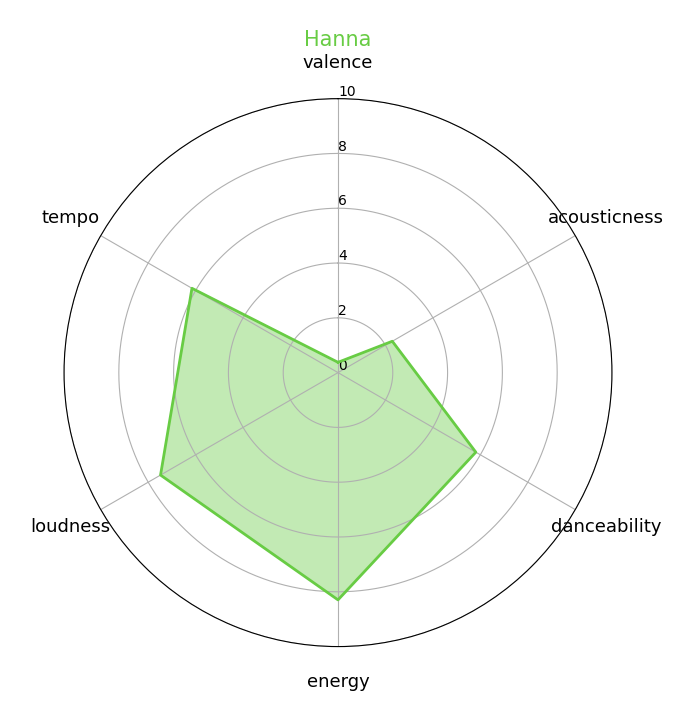 Hanna
valence
10
8
tempo
acousticness
6
4
2
0
loudness
danceability
energy